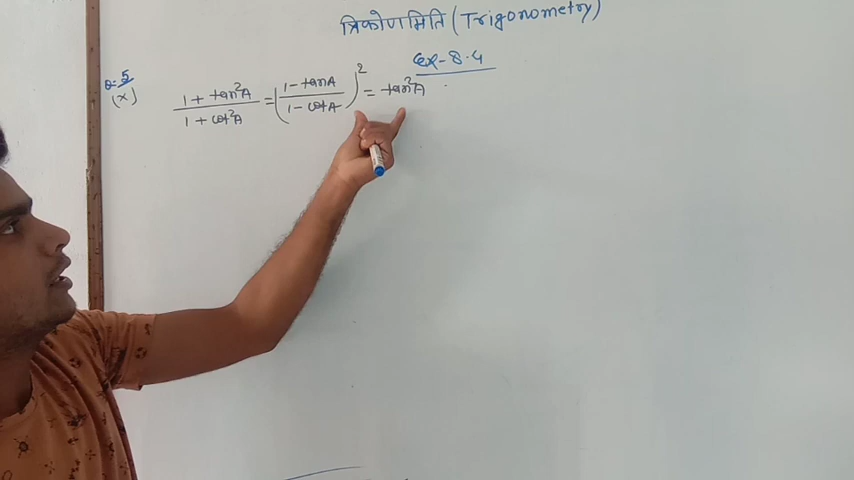 त्रिकोणमिति (Trigonometry)
Ex-8.4
Q-5
(x) (1 + tan²A)/(1 + cot²A) = ((1 - tanA)/(1 - cotA))² = tan²A